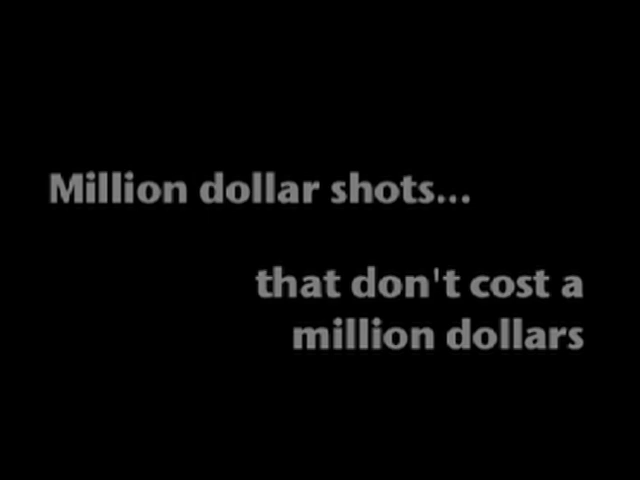 Million dollar shots...
that don't cost a
million dollars